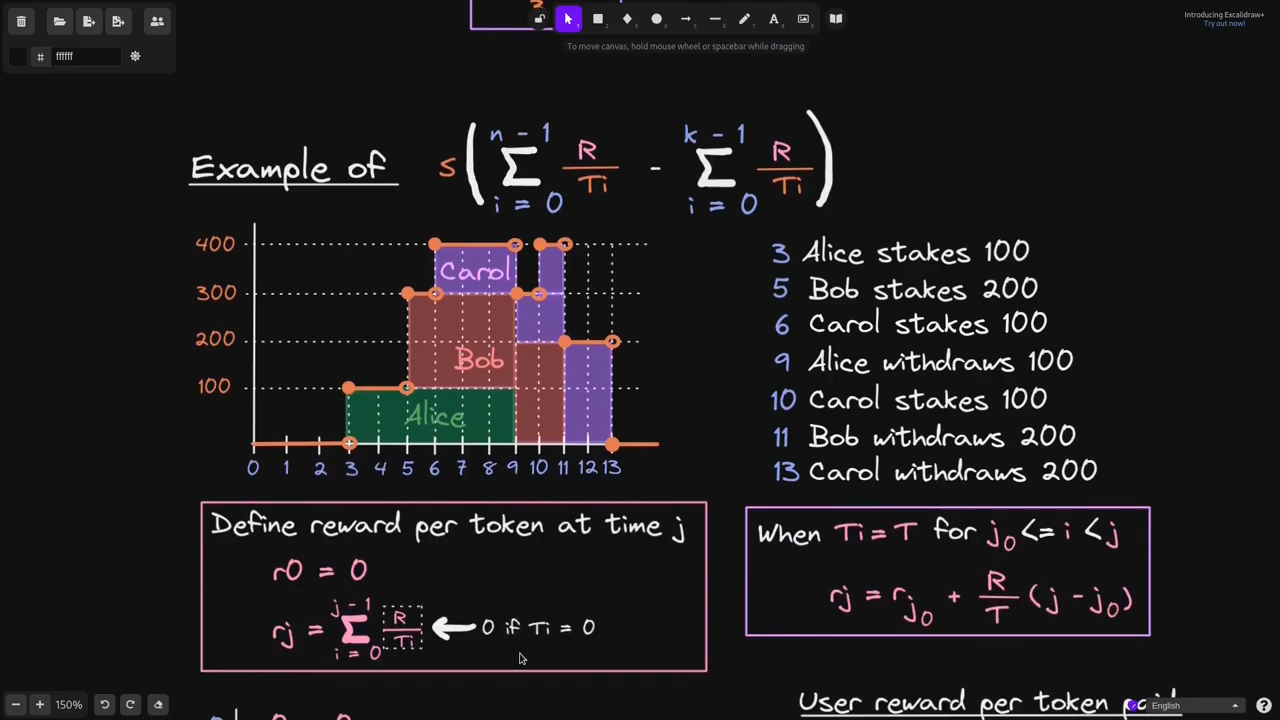 Introducing Excalidraw+
Try out now!
To move canvas, hold mouse wheel or spacebar while dragging
# ffffff
Example of s ( n - 1 Σ i = 0 R / Ti - k - 1 Σ i = 0 R / Ti )
400
300
200
100
Carol
Bob
Alice
0 1 2 3 4 5 6 7 8 9 10 11 12 13
3 Alice stakes 100
5 Bob stakes 200
6 Carol stakes 100
9 Alice withdraws 100
10 Carol stakes 100
11 Bob withdraws 200
13 Carol withdraws 200
Define reward per token at time j
r0 = 0
rj = j - 1 Σ i = 0 R / Ti 0 if Ti = 0
When Ti = T for j0 <= i < j
rj = rj0 + R / T (j - j0)
User reward per token paid
150%
English